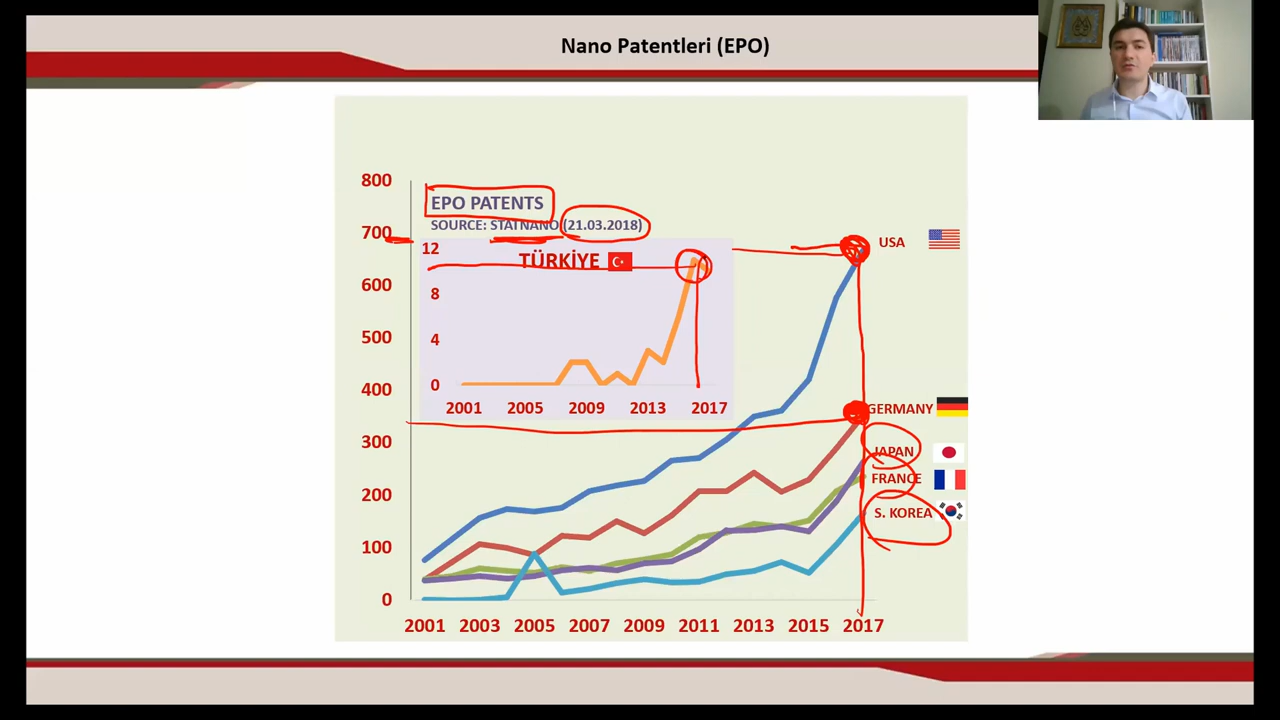 Nano Patentleri (EPO)
800
EPO PATENTS
SOURCE: STATNANO (21.03.2018)
700
12
TÜRKİYE
USA
600
8
500
4
400
0
2001 2005 2009 2013 2017
GERMANY
300
JAPAN
FRANCE
200
S. KOREA
100
0
2001 2003 2005 2007 2009 2011 2013 2015 2017